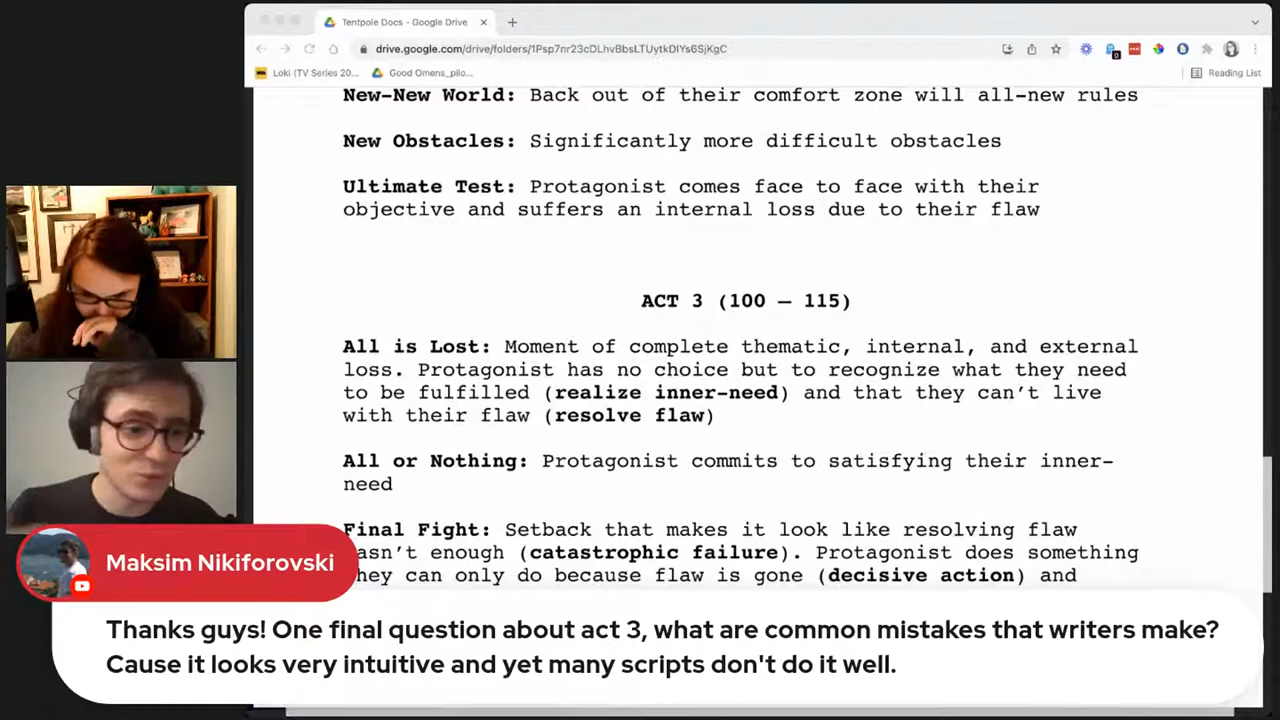 Tentpole Docs - Google Drive
drive.google.com/drive/folders/1Psp7nr23cDLhvBbsLTUytkDIYs6SjKgC
Loki (TV Series 20...
Good Omens_pilo...
Reading List
New-New World: Back out of their comfort zone will all-new rules
New Obstacles: Significantly more difficult obstacles
Ultimate Test: Protagonist comes face to face with their
objective and suffers an internal loss due to their flaw
ACT 3 (100 – 115)
All is Lost: Moment of complete thematic, internal, and external
loss. Protagonist has no choice but to recognize what they need
to be fulfilled (realize inner-need) and that they can't live
with their flaw (resolve flaw)
All or Nothing: Protagonist commits to satisfying their inner-
need
Final Fight: Setback that makes it look like resolving flaw
asn't enough (catastrophic failure). Protagonist does something
hey can only do because flaw is gone (decisive action) and
Maksim Nikiforovski
Thanks guys! One final question about act 3, what are common mistakes that writers make?
Cause it looks very intuitive and yet many scripts don't do it well.